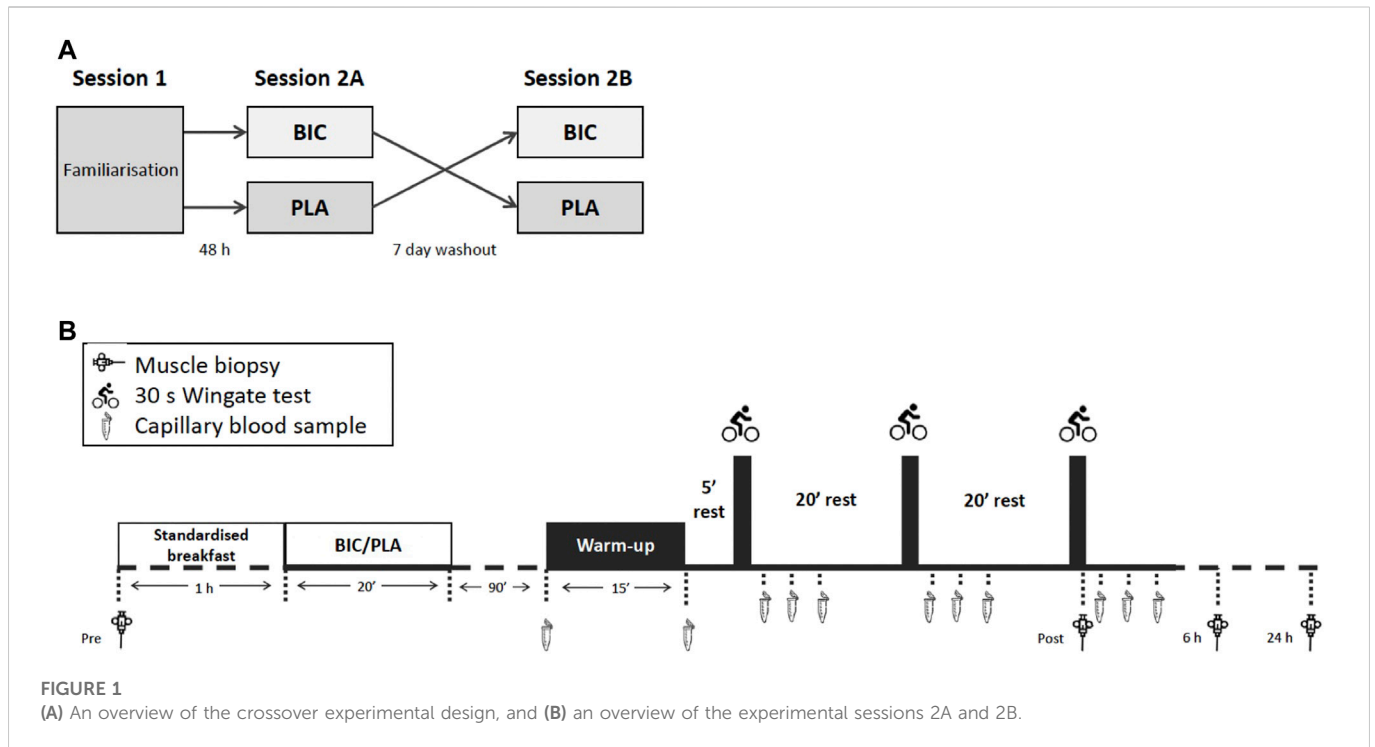 A
Session 1
Session 2A
Session 2B
Familiarisation
BIC
BIC
PLA
PLA
48 h
7 day washout
B
Muscle biopsy
30 s Wingate test
Capillary blood sample
5'
rest
20' rest
20' rest
Standardised
breakfast
BIC/PLA
Warm-up
1 h
20'
90'
15'
Pre
Post
6 h
24 h
FIGURE 1
(A) An overview of the crossover experimental design, and (B) an overview of the experimental sessions 2A and 2B.